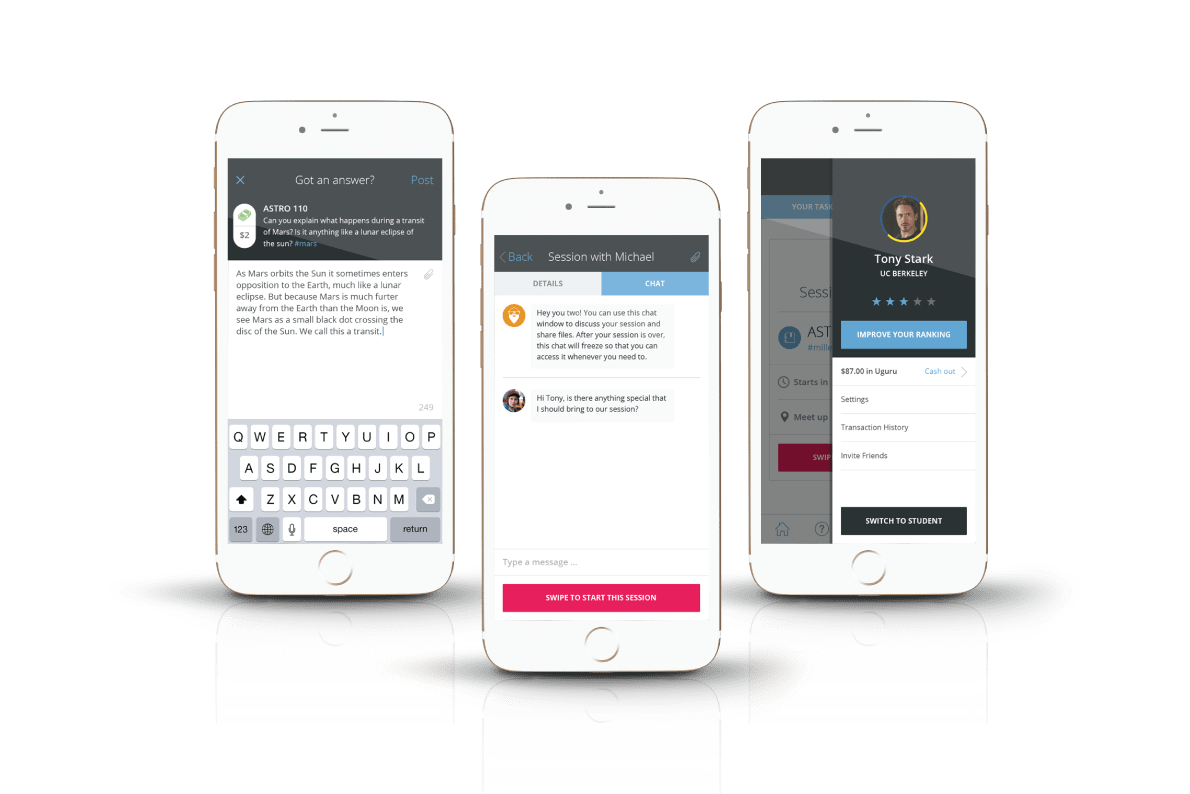 Got an answer?
Post
ASTRO 110
Can you explain what happens during a transit
of Mars? Is it anything like a lunar eclipse of
the sun? #mars
$2
As Mars orbits the Sun it sometimes enters
opposition to the Earth, much like a lunar
eclipse. But because Mars is much furter
away from the Earth than the Moon is, we
see Mars as a small black dot crossing the
disc of the Sun. We call this a transit.
249
Q W E R T Y U I O P
A S D F G H J K L
Z X C V B N M
123 space return
Back
Session with Michael
DETAILS
CHAT
Hey you two! You can use this chat
window to discuss your session and
share files. After your session is over,
this chat will freeze so that you can
access it whenever you need to.
Hi Tony, is there anything special that
I should bring to our session?
Type a message ...
SWIPE TO START THIS SESSION
YOUR TASK
Sessi
AST
#mille
Starts in
Meet up
SWIP
?
Tony Stark
UC BERKELEY
IMPROVE YOUR RANKING
$87.00 in Uguru
Cash out
Settings
Transaction History
Invite Friends
SWITCH TO STUDENT